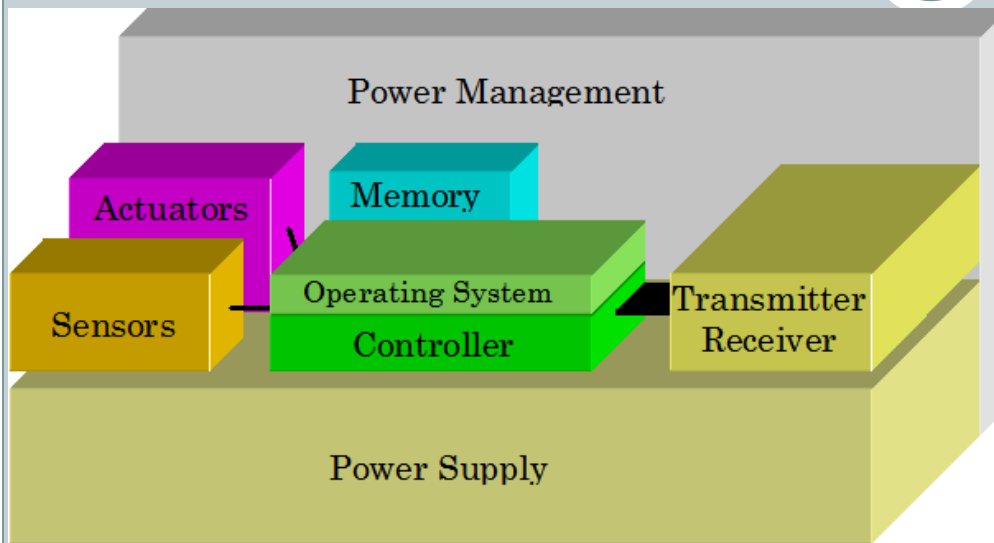 Power Management
Actuators
Memory
Operating System
Sensors
Controller
Transmitter
Receiver
Power Supply